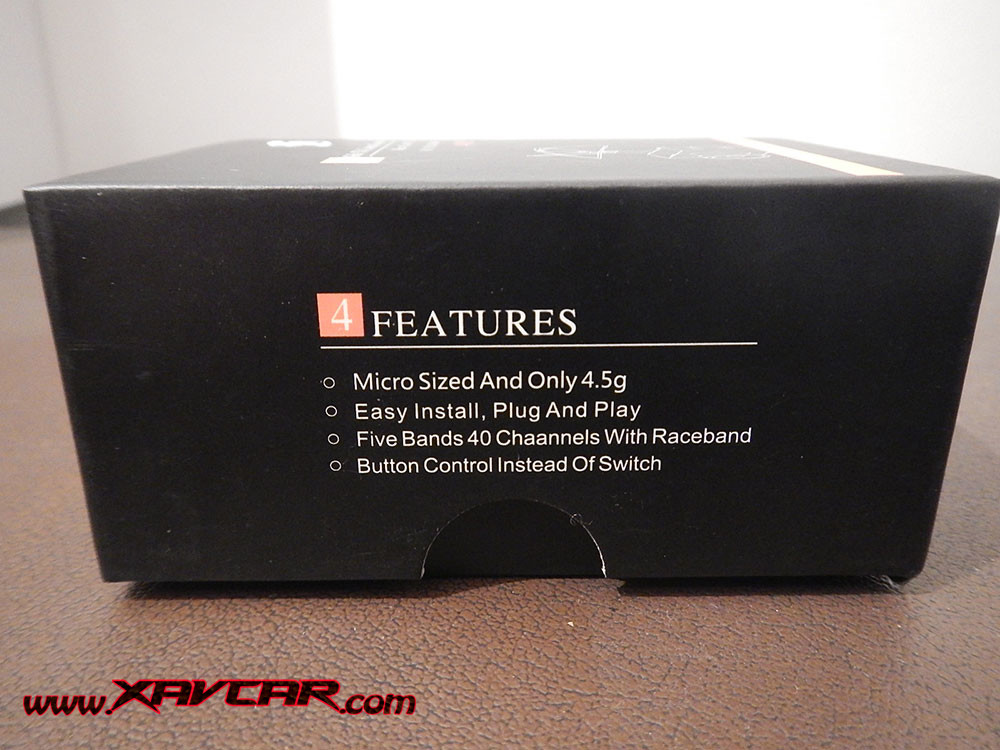 4 FEATURES
Micro Sized And Only 4.5g
Easy Install, Plug And Play
Five Bands 40 Chaannels With Raceband
Button Control Instead Of Switch
www.XAVCAR.com